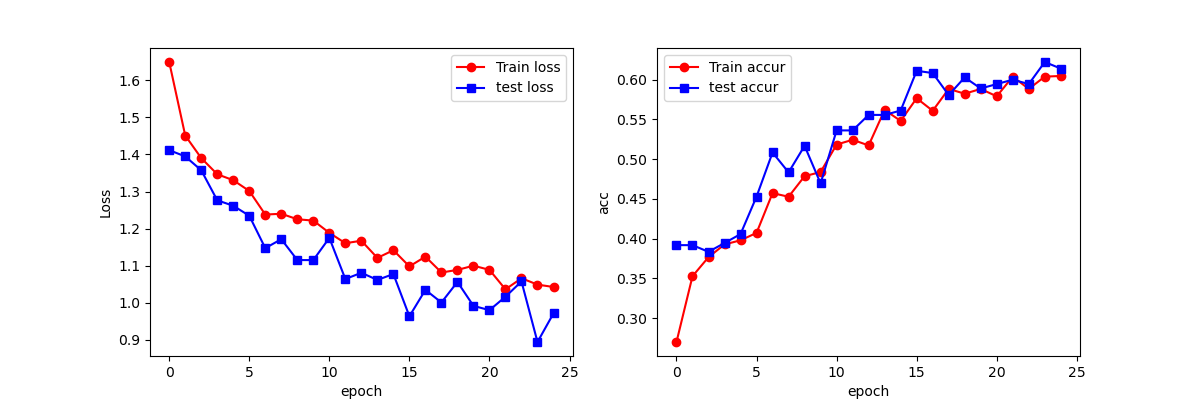 Train loss
test loss
1.6
1.5
1.4
1.3
1.2
1.1
1.0
0.9
Loss
0 5 10 15 20 25
epoch
Train accur
test accur
0.60
0.55
0.50
0.45
0.40
0.35
0.30
acc
0 5 10 15 20 25
epoch